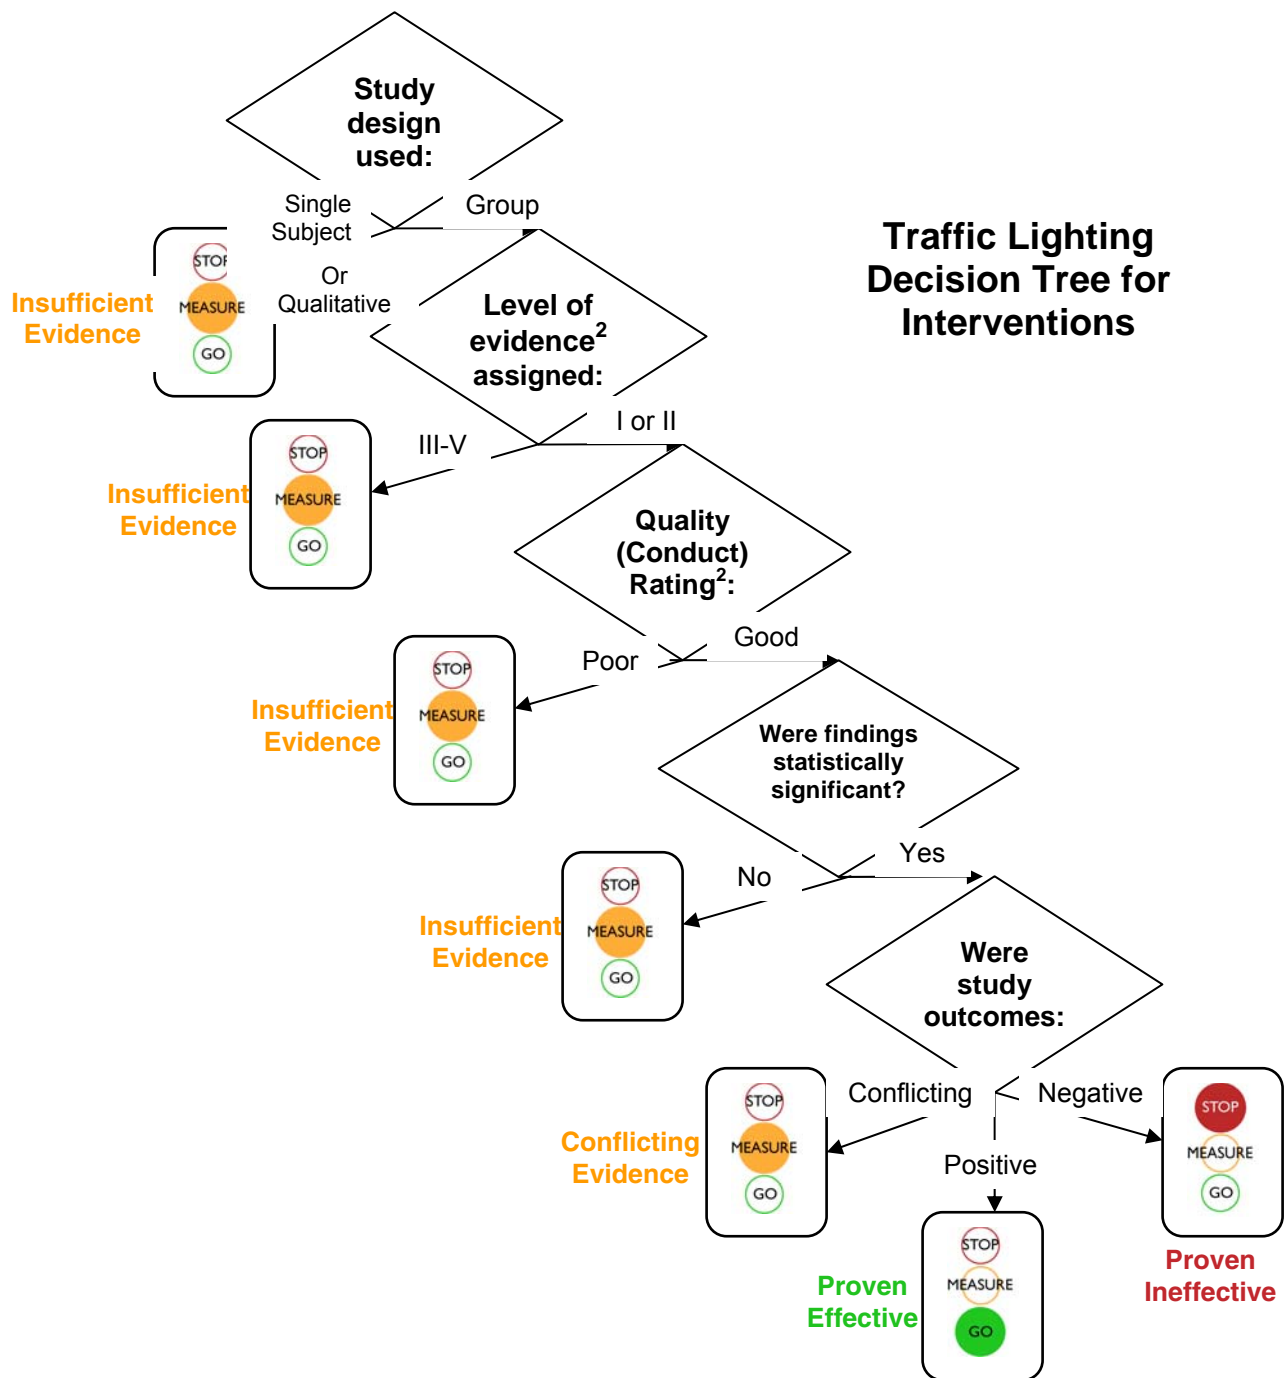 Study
design
used:
Single
Subject
Group
Or
Qualitative
STOP
MEASURE
GO
Insufficient
Evidence
Traffic Lighting
Decision Tree for
Interventions
Level of
evidence²
assigned:
III-V
I or II
STOP
MEASURE
GO
Insufficient
Evidence
Quality
(Conduct)
Rating²:
Poor
Good
STOP
MEASURE
GO
Insufficient
Evidence
Were findings
statistically
significant?
No
Yes
STOP
MEASURE
GO
Insufficient
Evidence
Were
study
outcomes:
Conflicting
Negative
Positive
STOP
MEASURE
GO
Conflicting
Evidence
STOP
MEASURE
GO
Proven
Effective
STOP
MEASURE
GO
Proven
Ineffective